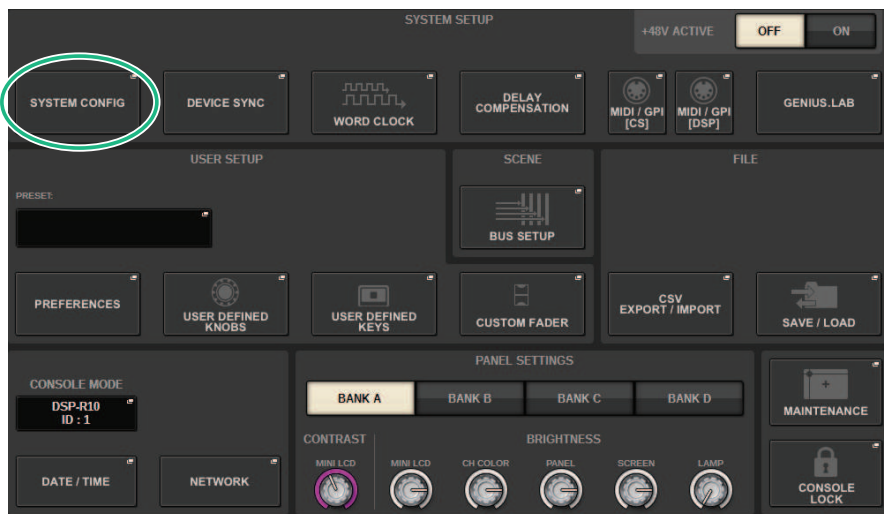 SYSTEM SETUP
+48V ACTIVE
OFF
ON
SYSTEM CONFIG
DEVICE SYNC
WORD CLOCK
DELAY
COMPENSATION
MIDI / GPI
[CS]
MIDI / GPI
[DSP]
GENIUS.LAB
USER SETUP
SCENE
FILE
PRESET:
BUS SETUP
PREFERENCES
USER DEFINED
KNOBS
USER DEFINED
KEYS
CUSTOM FADER
CSV
EXPORT / IMPORT
SAVE / LOAD
CONSOLE MODE
DSP-R10
ID : 1
PANEL SETTINGS
BANK A
BANK B
BANK C
BANK D
MAINTENANCE
CONTRAST
BRIGHTNESS
MINI LCD
MINI LCD
CH COLOR
PANEL
SCREEN
LAMP
DATE / TIME
NETWORK
CONSOLE
LOCK